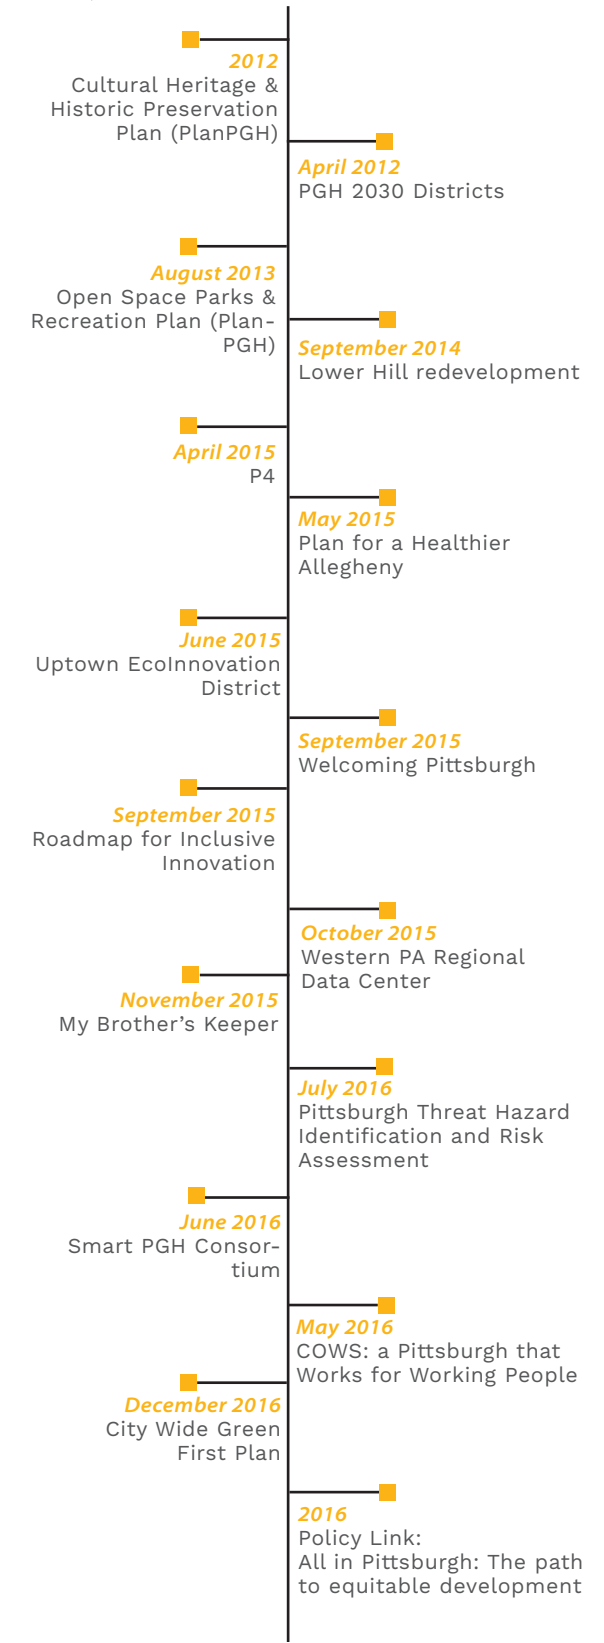 2012
Cultural Heritage &
Historic Preservation
Plan (PlanPGH)
April 2012
PGH 2030 Districts
August 2013
Open Space Parks &
Recreation Plan (Plan-
PGH)
September 2014
Lower Hill redevelopment
April 2015
P4
May 2015
Plan for a Healthier
Allegheny
June 2015
Uptown EcoInnovation
District
September 2015
Welcoming Pittsburgh
September 2015
Roadmap for Inclusive
Innovation
October 2015
Western PA Regional
Data Center
November 2015
My Brother’s Keeper
July 2016
Pittsburgh Threat Hazard
Identification and Risk
Assessment
June 2016
Smart PGH Consor-
tium
May 2016
COWS: a Pittsburgh that
Works for Working People
December 2016
City Wide Green
First Plan
2016
Policy Link:
All in Pittsburgh: The path
to equitable development